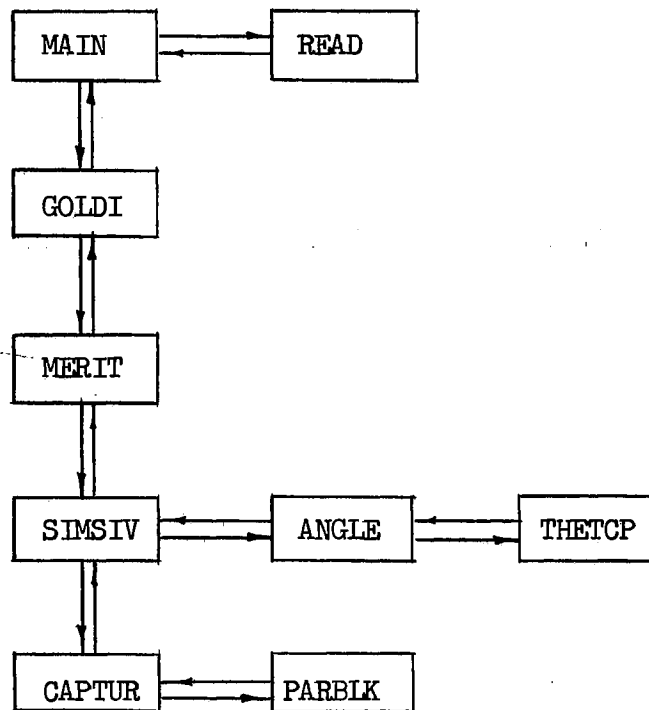 MAIN
READ
GOLDI
MERIT
SIMSIV
ANGLE
THETCP
CAPTUR
PARBLK